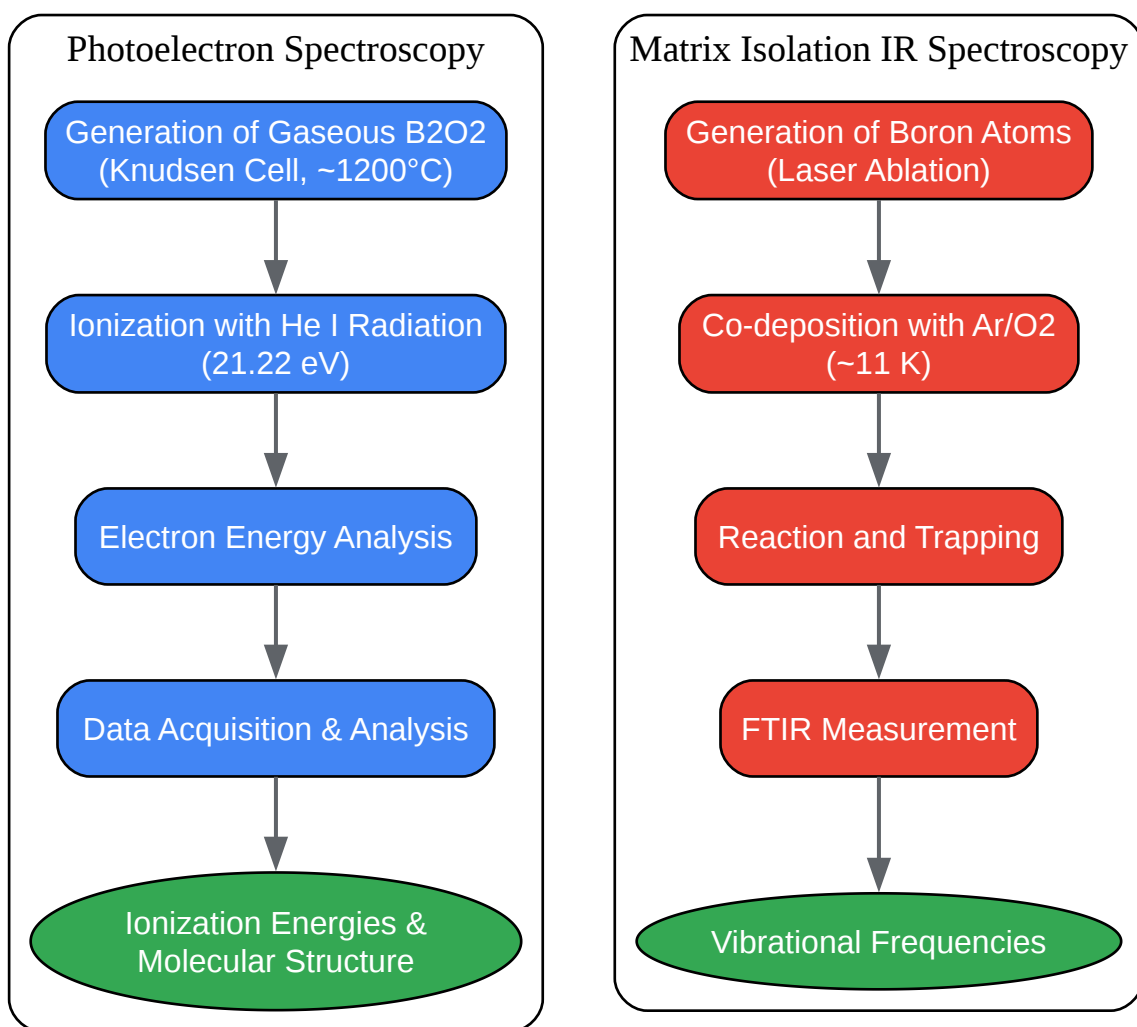 Photoelectron Spectroscopy
Generation of Gaseous B2O2
(Knudsen Cell, ~1200°C)
Ionization with He I Radiation
(21.22 eV)
Electron Energy Analysis
Data Acquisition & Analysis
Ionization Energies &
Molecular Structure
Matrix Isolation IR Spectroscopy
Generation of Boron Atoms
(Laser Ablation)
Co-deposition with Ar/O2
(~11 K)
Reaction and Trapping
FTIR Measurement
Vibrational Frequencies